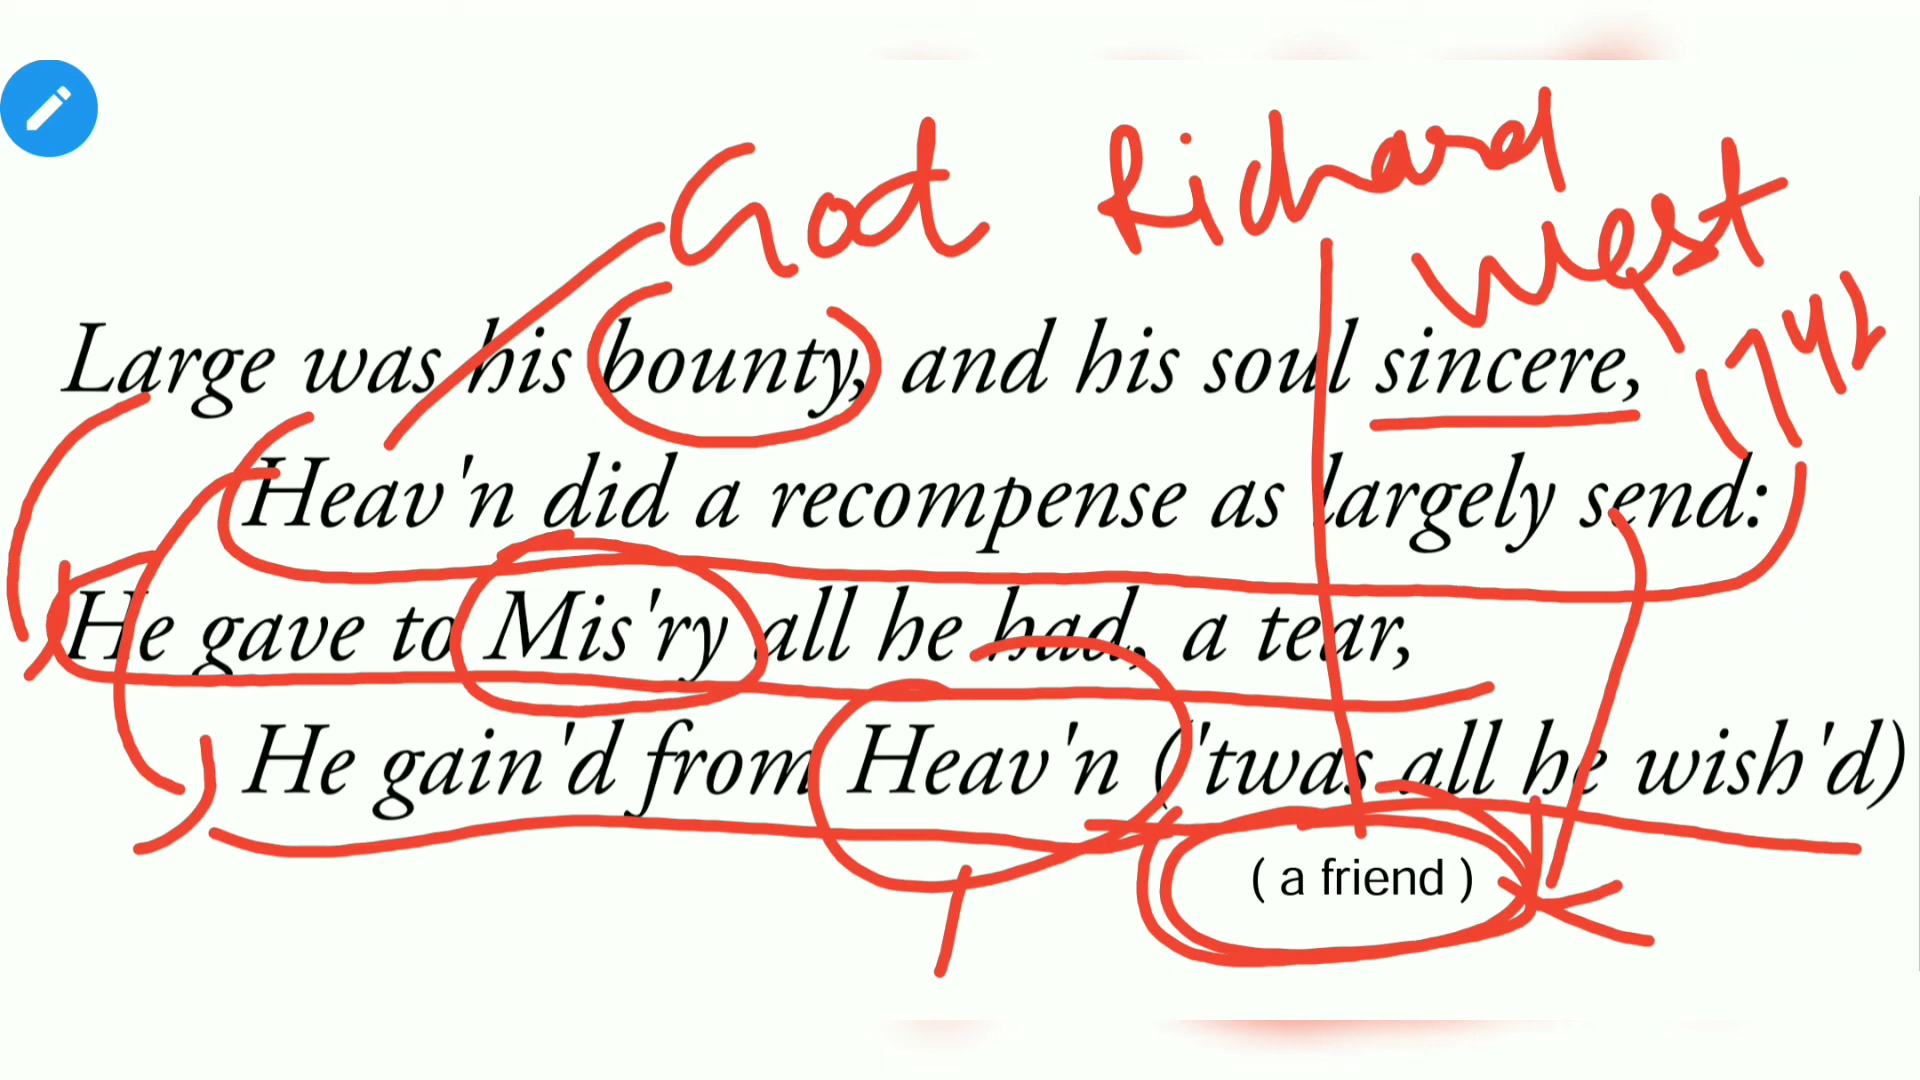 God Richard
West
1742
Large was his bounty, and his soul sincere,
Heav'n did a recompense as largely send:
He gave to Mis'ry all he had, a tear,
He gain'd from Heav'n ('twas all he wish'd)
( a friend )